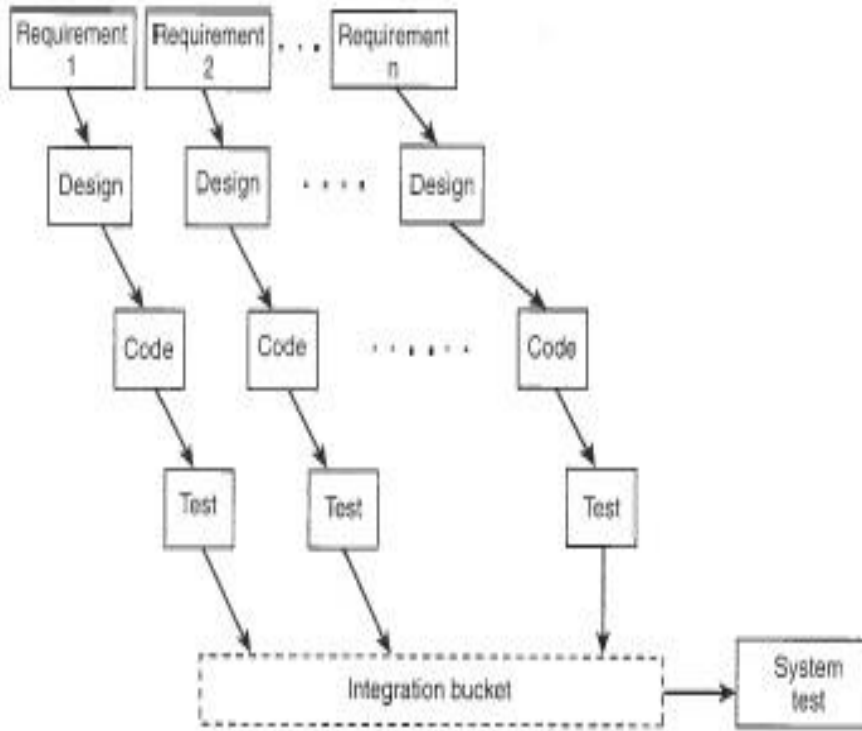 Requirement
1
Requirement
2
Requirement
n
Design
Design
Design
Code
Code
Code
Test
Test
Test
Integration bucket
System
test